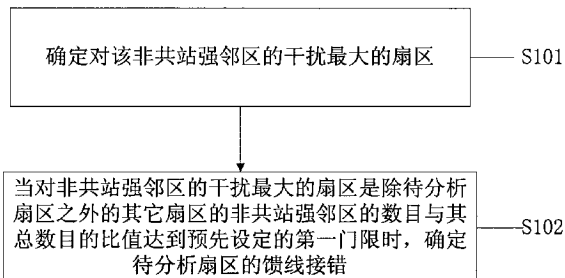 确定对该非共站强邻区的干扰最大的扇区
S101
当对非共站强邻区的干扰最大的扇区是除待分析
扇区之外的其它扇区的非共站强邻区的数目与其
总数目的比值达到预先设定的第一门限时，确定
待分析扇区的馈线接错
S102